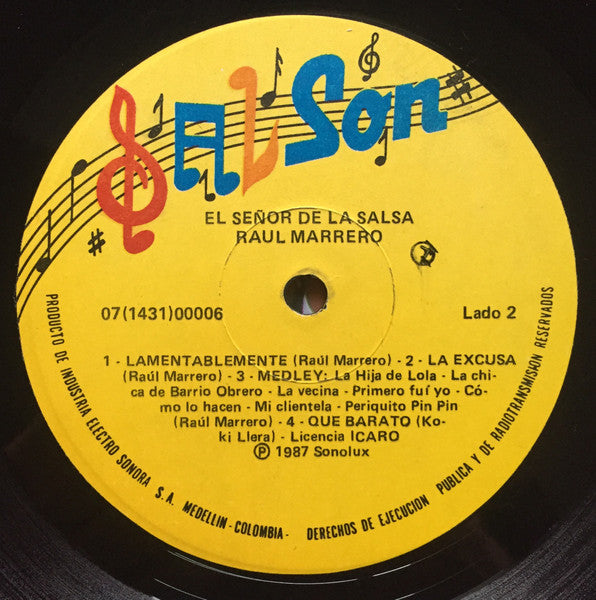 SALSon
EL SEÑOR DE LA SALSA
RAUL MARRERO
07(1431)00006
Lado 2
1 - LAMENTABLEMENTE (Raúl Marrero) - 2 - LA EXCUSA
(Raúl Marrero) - 3 - MEDLEY: La Hija de Lola - La chi-
ca de Barrio Obrero - La vecina - Primero fuí yo - Có-
mo lo hacen - Mi clientela - Periquito Pin Pin
(Raúl Marrero) - 4 - QUE BARATO (Ko-
ki Llera) - Licencia ICARO
Ⓟ 1987 Sonolux
PRODUCTO DE INDUSTRIA ELECTRO SONORA S.A. MEDELLIN-COLOMBIA- DERECHOS DE EJECUCION PUBLICA Y DE RADIOTRANSMISION RESERVADOS